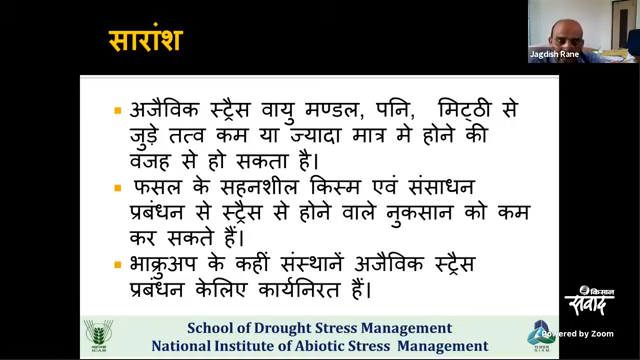 सारांश
Jagdish Rane
अजैविक स्ट्रैस वायु मण्डल, पनि, मिट्ठी से
जुड़े तत्व कम या ज्यादा मात्र मे होने की
वजह से हो सकता है।
फसल के सहनशील किस्म एवं संसाधन
प्रबंधन से स्ट्रैस से होने वाले नुकसान को कम
कर सकते हैं।
भाक्रुअप के कहीं संस्थानें अजैविक स्ट्रैस
प्रबंधन केलिए कार्यनिरत हैं।
किसान
संवाद
Powered by Zoom
ICAR
School of Drought Stress Management
National Institute of Abiotic Stress Management